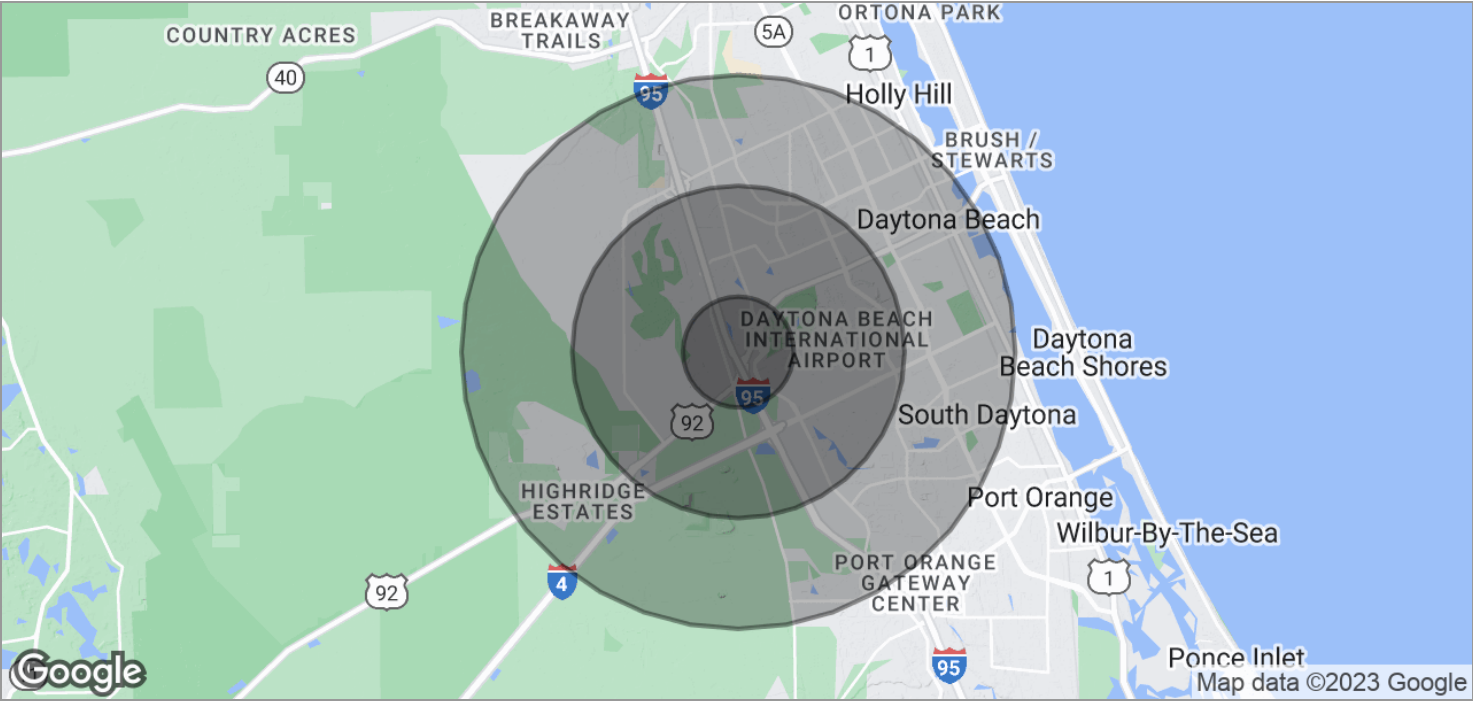 ORTONA PARK
BREAKAWAY
TRAILS
COUNTRY ACRES
5A
1
40
95
Holly Hill
BRUSH /
STEWARTS
Daytona Beach
DAYTONA BEACH
INTERNATIONAL
AIRPORT
Daytona
Beach Shores
95
92
South Daytona
HIGHRIDGE
ESTATES
Port Orange
Wilbur-By-The-Sea
PORT ORANGE
GATEWAY
CENTER
4
92
1
95
Ponce Inlet
Google
Map data ©2023 Google